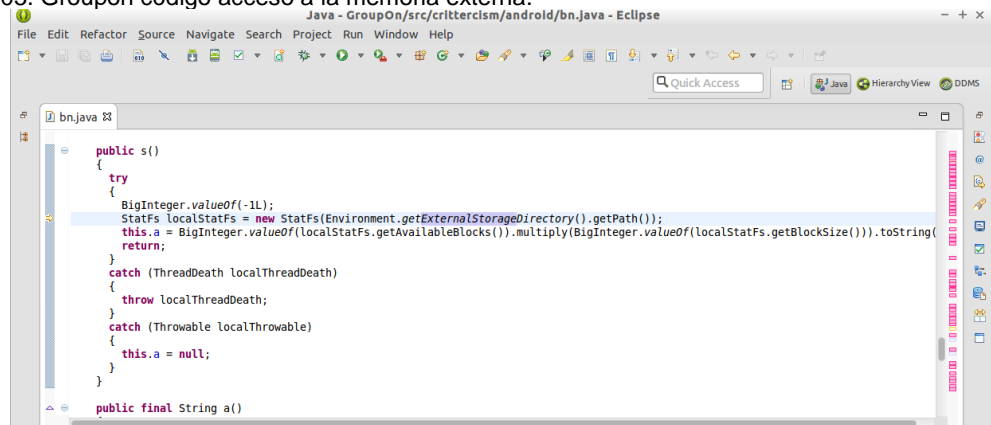 05. Groupon código acceso a la memoria externa.
Java - GroupOn/src/crittercism/android/bn.java - Eclipse
File Edit Refactor Source Navigate Search Project Run Window Help
Quick Access
Java
HierarchyView
DDMS
bn.java
public s()
{
try
{
BigInteger.valueOf(-1L);
StatFs localStatFs = new StatFs(Environment.getExternalStorageDirectory().getPath());
this.a = BigInteger.valueOf(localStatFs.getAvailableBlocks()).multiply(BigInteger.valueOf(localStatFs.getBlockSize())).toString(
return;
}
catch (ThreadDeath localThreadDeath)
{
throw localThreadDeath;
}
catch (Throwable localThrowable)
{
this.a = null;
}
}
public final String a()